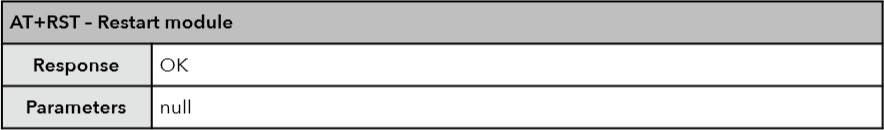 AT+RST - Restart module
Response OK
Parameters null